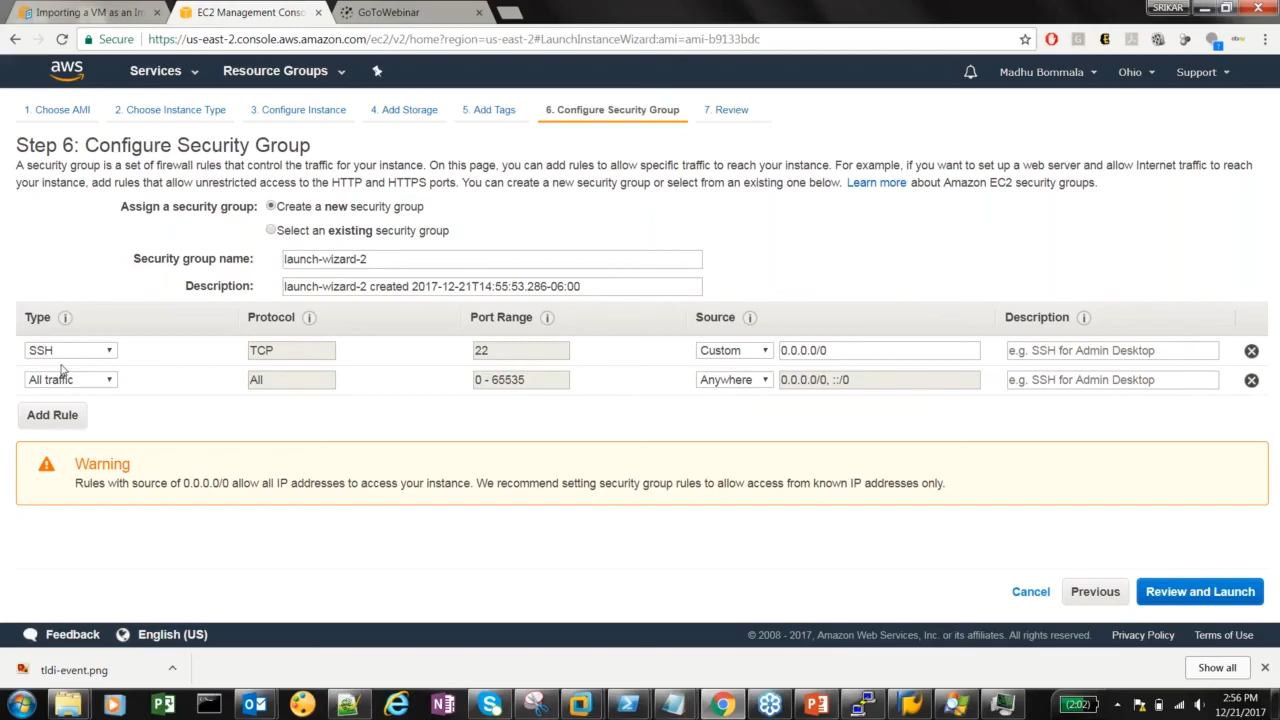 SRIKAR
Importing a VM as an Im
EC2 Management Conso
GoToWebinar
Secure
https://us-east-2.console.aws.amazon.com/ec2/v2/home?region=us-east-2#LaunchInstanceWizard:ami=ami-b9133bdc
aws
Services
Resource Groups
Madhu Bommala
Ohio
Support
1. Choose AMI
2. Choose Instance Type
3. Configure Instance
4. Add Storage
5. Add Tags
6. Configure Security Group
7. Review
Step 6: Configure Security Group
A security group is a set of firewall rules that control the traffic for your instance. On this page, you can add rules to allow specific traffic to reach your instance. For example, if you want to set up a web server and allow Internet traffic to reach
your instance, add rules that allow unrestricted access to the HTTP and HTTPS ports. You can create a new security group or select from an existing one below. Learn more about Amazon EC2 security groups.
Assign a security group: Create a new security group
Select an existing security group
Security group name: launch-wizard-2
Description: launch-wizard-2 created 2017-12-21T14:55:53.286-06:00
Type Protocol Port Range Source Description
SSH TCP 22 Custom 0.0.0.0/0 e.g. SSH for Admin Desktop
All traffic All 0 - 65535 Anywhere 0.0.0.0/0, ::/0 e.g. SSH for Admin Desktop
Add Rule
Warning
Rules with source of 0.0.0.0/0 allow all IP addresses to access your instance. We recommend setting security group rules to allow access from known IP addresses only.
Cancel Previous Review and Launch
Feedback English (US)
© 2008 - 2017, Amazon Web Services, Inc. or its affiliates. All rights reserved. Privacy Policy Terms of Use
tldi-event.png
Show all
(2:02)
2:56 PM
12/21/2017